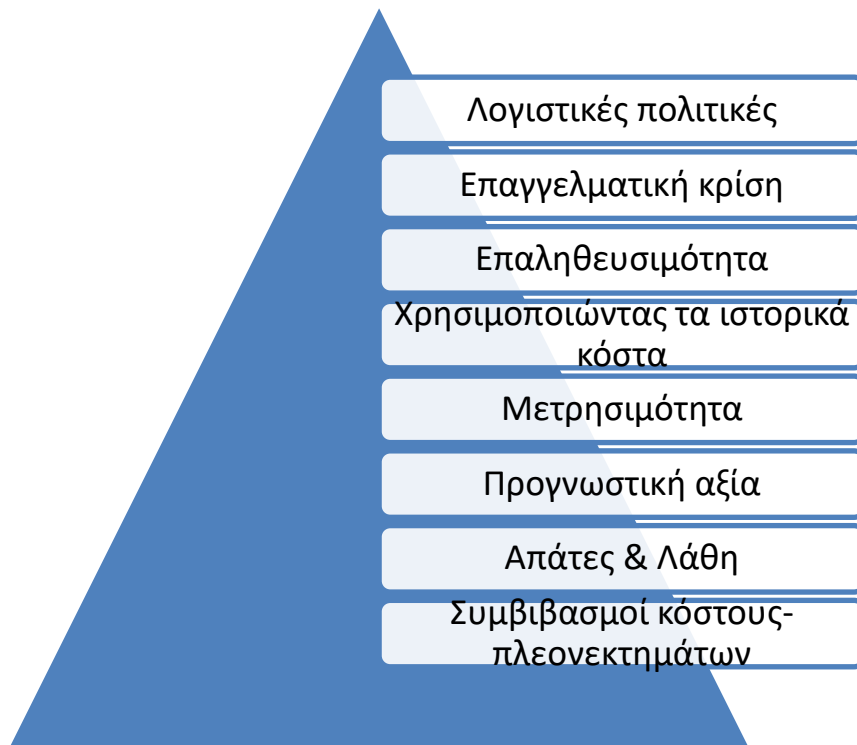 Λογιστικές πολιτικές
Επαγγελματική κρίση
Επαληθευσιμότητα
Χρησιμοποιώντας τα ιστορικά
κόστα
Μετρησιμότητα
Προγνωστική αξία
Απάτες & Λάθη
Συμβιβασμοί κόστους-
πλεονεκτημάτων